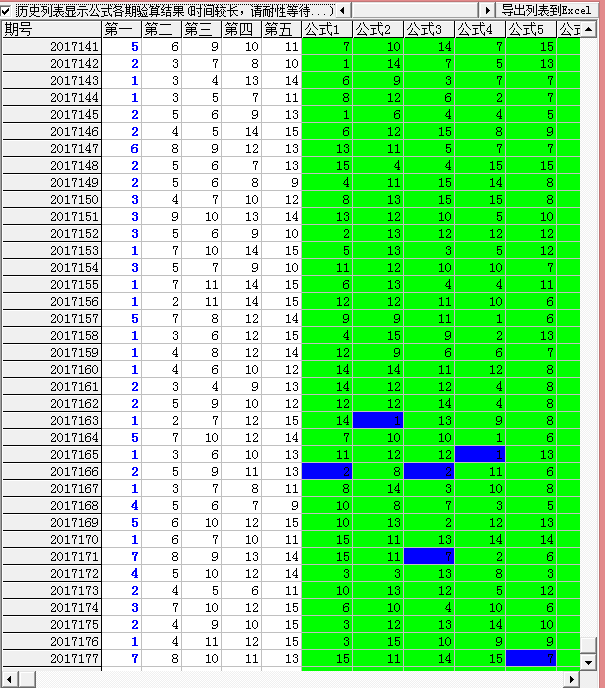 历史列表显示公式各期验算结果(时间较长，请耐性等待...) 导出列表到Excel
期号 第一 第二 第三 第四 第五 公式1 公式2 公式3 公式4 公式5 公式
2017141 5 6 9 10 11 7 10 14 7 15
2017142 2 3 7 8 10 1 14 7 5 13
2017143 1 3 4 13 14 6 9 3 7 7
2017144 1 3 5 7 11 8 12 6 2 7
2017145 2 5 6 9 13 1 6 4 4 5
2017146 2 4 5 14 15 6 12 15 8 9
2017147 6 8 9 12 13 13 11 5 7 7
2017148 2 5 6 7 13 15 4 4 15 15
2017149 2 5 6 8 9 4 11 15 14 8
2017150 3 4 7 10 12 8 13 15 15 8
2017151 3 9 10 13 14 13 12 10 5 10
2017152 3 5 6 9 10 2 13 12 12 12
2017153 1 7 10 14 15 5 13 3 5 12
2017154 3 5 7 9 10 11 12 10 10 7
2017155 1 7 11 14 15 6 13 4 4 11
2017156 1 2 11 14 15 12 12 11 10 6
2017157 5 7 8 12 14 9 9 11 1 6
2017158 1 3 6 12 15 4 15 9 2 13
2017159 1 4 8 12 14 12 9 6 6 7
2017160 1 4 6 10 12 14 14 11 12 8
2017161 2 3 4 9 13 14 12 12 4 8
2017162 2 5 9 10 12 12 12 14 4 8
2017163 1 2 7 12 15 14 1 13 9 8
2017164 5 7 10 12 14 7 10 10 1 6
2017165 1 3 6 10 13 11 12 12 1 13
2017166 2 5 9 11 13 2 8 2 11 6
2017167 1 3 7 8 11 8 14 3 10 8
2017168 4 5 6 7 9 10 8 7 3 5
2017169 5 6 10 12 15 10 13 2 12 13
2017170 1 6 7 10 11 15 11 13 14 14
2017171 7 8 9 13 14 15 11 7 2 6
2017172 4 5 10 12 14 3 3 13 8 3
2017173 2 4 5 6 11 10 13 12 5 12
2017174 3 7 10 12 15 6 10 4 10 6
2017175 2 4 9 10 15 3 12 13 14 10
2017176 1 4 11 12 15 3 15 10 9 9
2017177 7 8 10 11 13 15 11 14 15 7